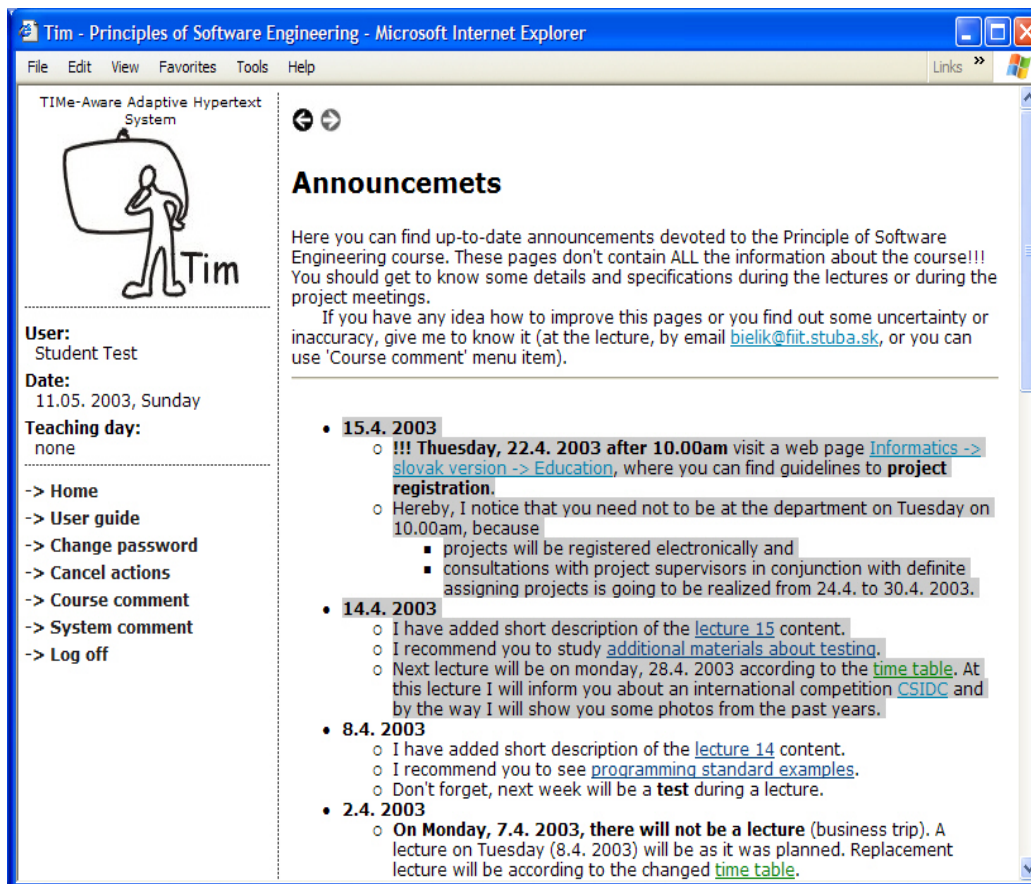 Tim - Principles of Software Engineering - Microsoft Internet Explorer
File Edit View Favorites Tools Help Links »
TIMe-Aware Adaptive Hypertext
System
Tim
User:
Student Test
Date:
11.05. 2003, Sunday
Teaching day:
none
-> Home
-> User guide
-> Change password
-> Cancel actions
-> Course comment
-> System comment
-> Log off
Announcemets
Here you can find up-to-date announcements devoted to the Principle of Software
Engineering course. These pages don't contain ALL the information about the course!!!
You should get to know some details and specifications during the lectures or during the
project meetings.
If you have any idea how to improve this pages or you find out some uncertainty or
inaccuracy, give me to know it (at the lecture, by email bielik@fiit.stuba.sk, or you can
use 'Course comment' menu item).
• 15.4. 2003
o !!! Thuesday, 22.4. 2003 after 10.00am visit a web page Informatics ->
slovak version -> Education, where you can find guidelines to project
registration.
o Hereby, I notice that you need not to be at the department on Tuesday on
10.00am, because
▪ projects will be registered electronically and
▪ consultations with project supervisors in conjunction with definite
assigning projects is going to be realized from 24.4. to 30.4. 2003.
• 14.4. 2003
o I have added short description of the lecture 15 content.
o I recommend you to study additional materials about testing.
o Next lecture will be on monday, 28.4. 2003 according to the time table. At
this lecture I will inform you about an international competition CSIDC and
by the way I will show you some photos from the past years.
• 8.4. 2003
o I have added short description of the lecture 14 content.
o I recommend you to see programming standard examples.
o Don't forget, next week will be a test during a lecture.
• 2.4. 2003
o On Monday, 7.4. 2003, there will not be a lecture (business trip). A
lecture on Tuesday (8.4. 2003) will be as it was planned. Replacement
lecture will be according to the changed time table.